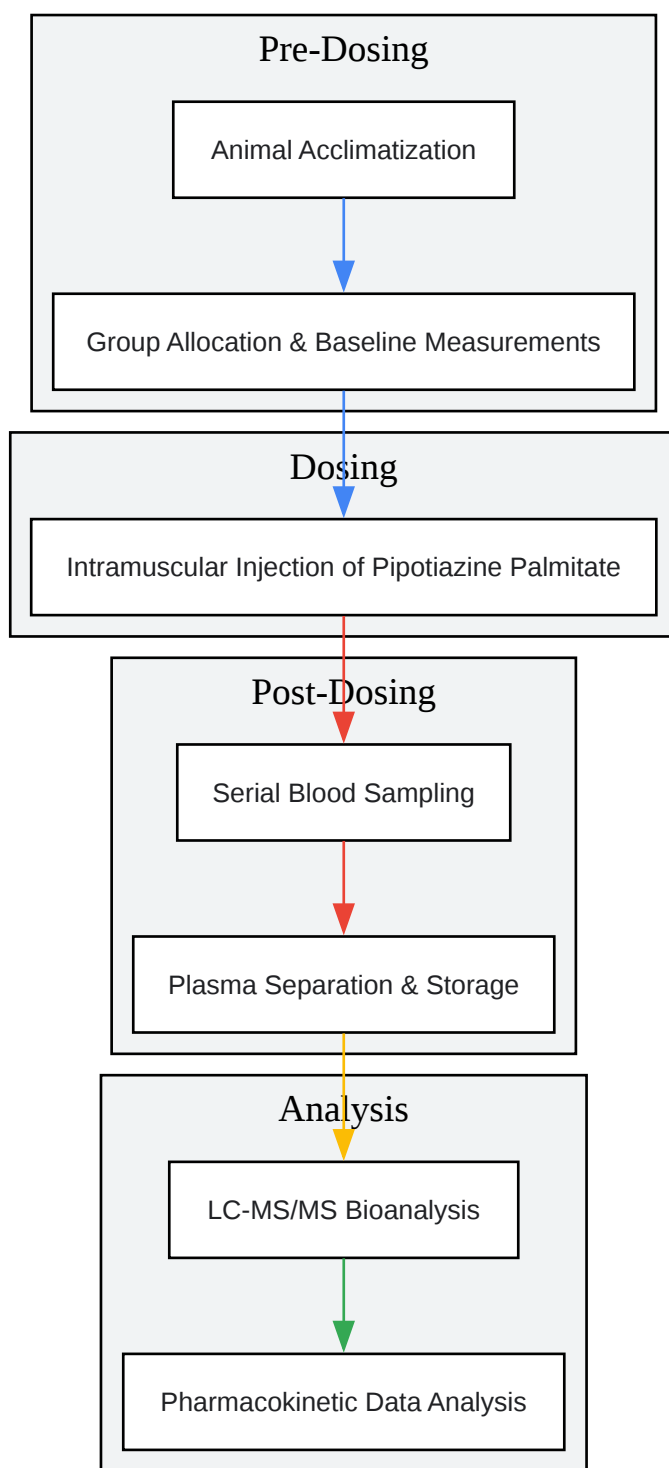 Pre-Dosing
Animal Acclimatization
Group Allocation & Baseline Measurements
Dosing
Intramuscular Injection of Pipotiazine Palmitate
Post-Dosing
Serial Blood Sampling
Plasma Separation & Storage
Analysis
LC-MS/MS Bioanalysis
Pharmacokinetic Data Analysis